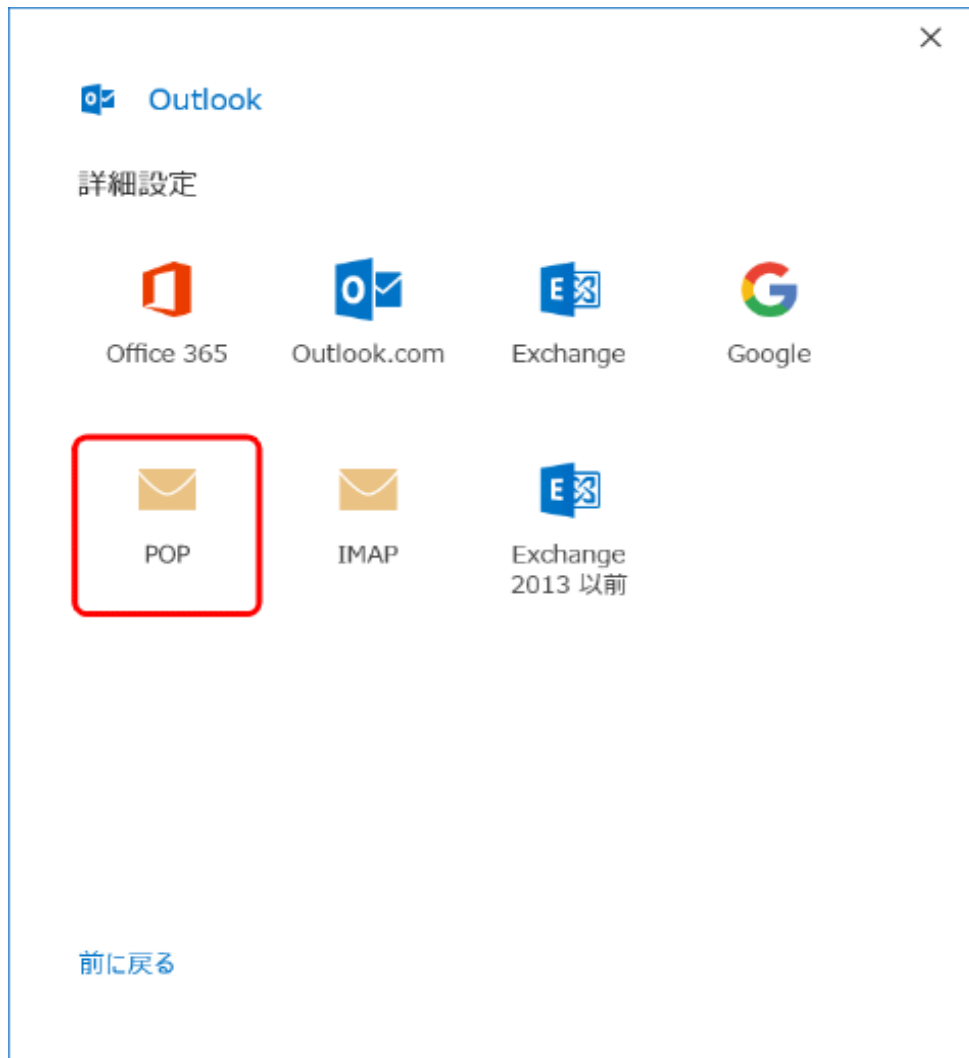 Outlook
詳細設定
Office 365
Outlook.com
Exchange
Google
POP
IMAP
Exchange
2013 以前
前に戻る